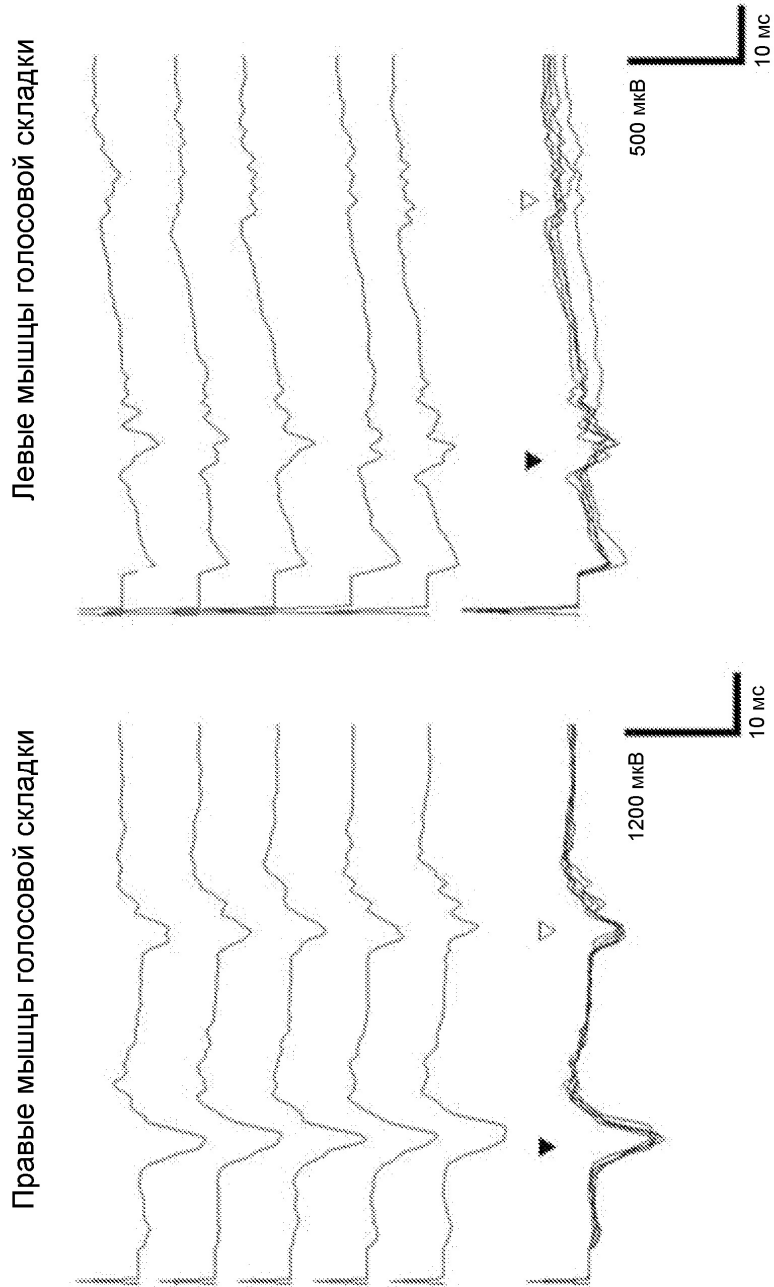 Правые мышцы голосовой складки
1200 мкВ
10 мс
Левые мышцы голосовой складки
500 мкВ
10 мс